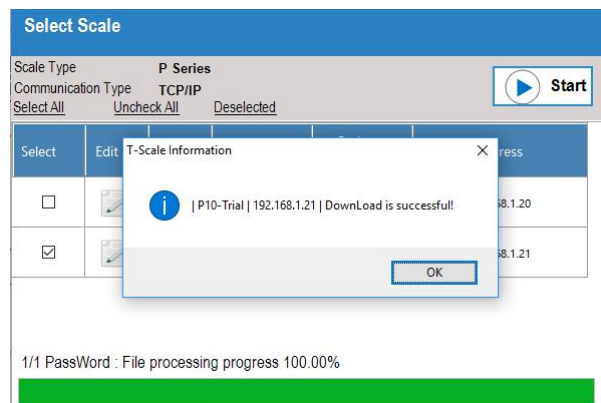 Select Scale
Scale Type P Series
Communication Type TCP/IP
Select All Uncheck All Deselected
Start
Select Edit ress
T-Scale Information
| P10-Trial | 192.168.1.21 | DownLoad is successful!
OK
8.1.20
8.1.21
1/1 PassWord : File processing progress 100.00%